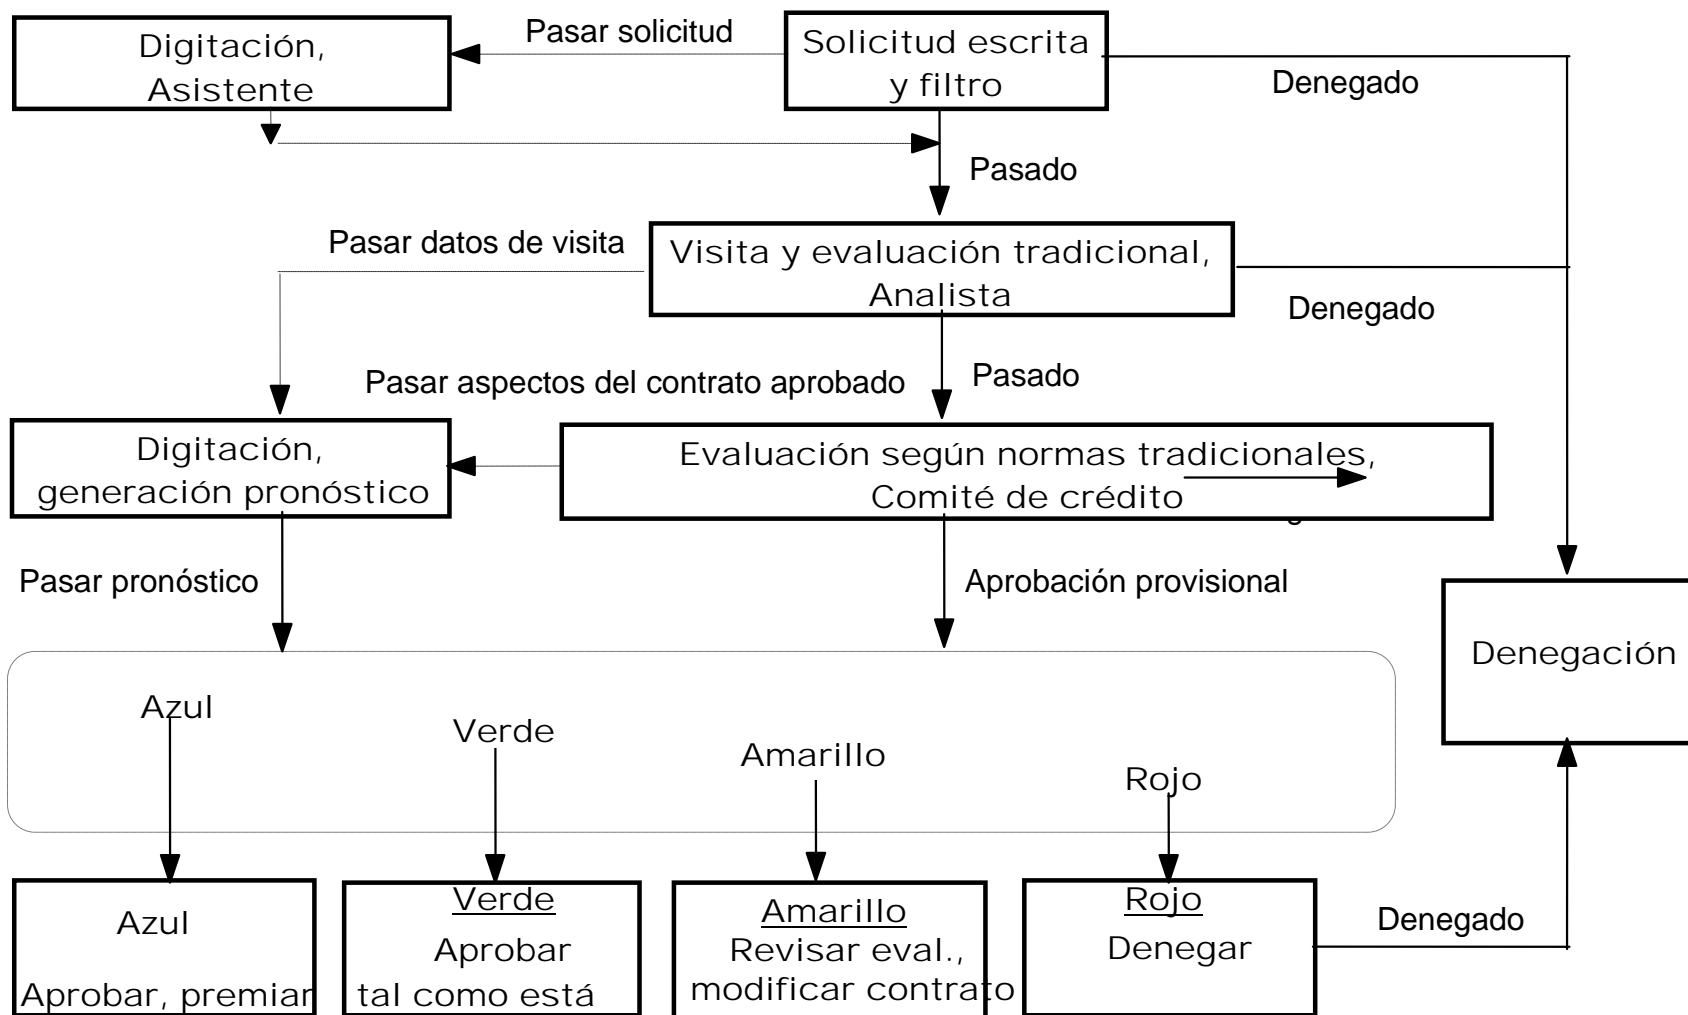 Pasar solicitud
Digitación,
Asistente
Solicitud escrita
y filtro
Denegado
Pasado
Pasar datos de visita
Visita y evaluación tradicional,
Analista
Denegado
Pasar aspectos del contrato aprobado
Pasado
Digitación,
generación pronóstico
Evaluación según normas tradicionales,
Comité de crédito
Pasar pronóstico
Aprobación provisional
Denegación
Azul
Verde
Amarillo
Rojo
Azul
Aprobar, premiar
Verde
Aprobar
tal como está
Amarillo
Revisar eval.,
modificar contrato
Rojo
Denegar
Denegado